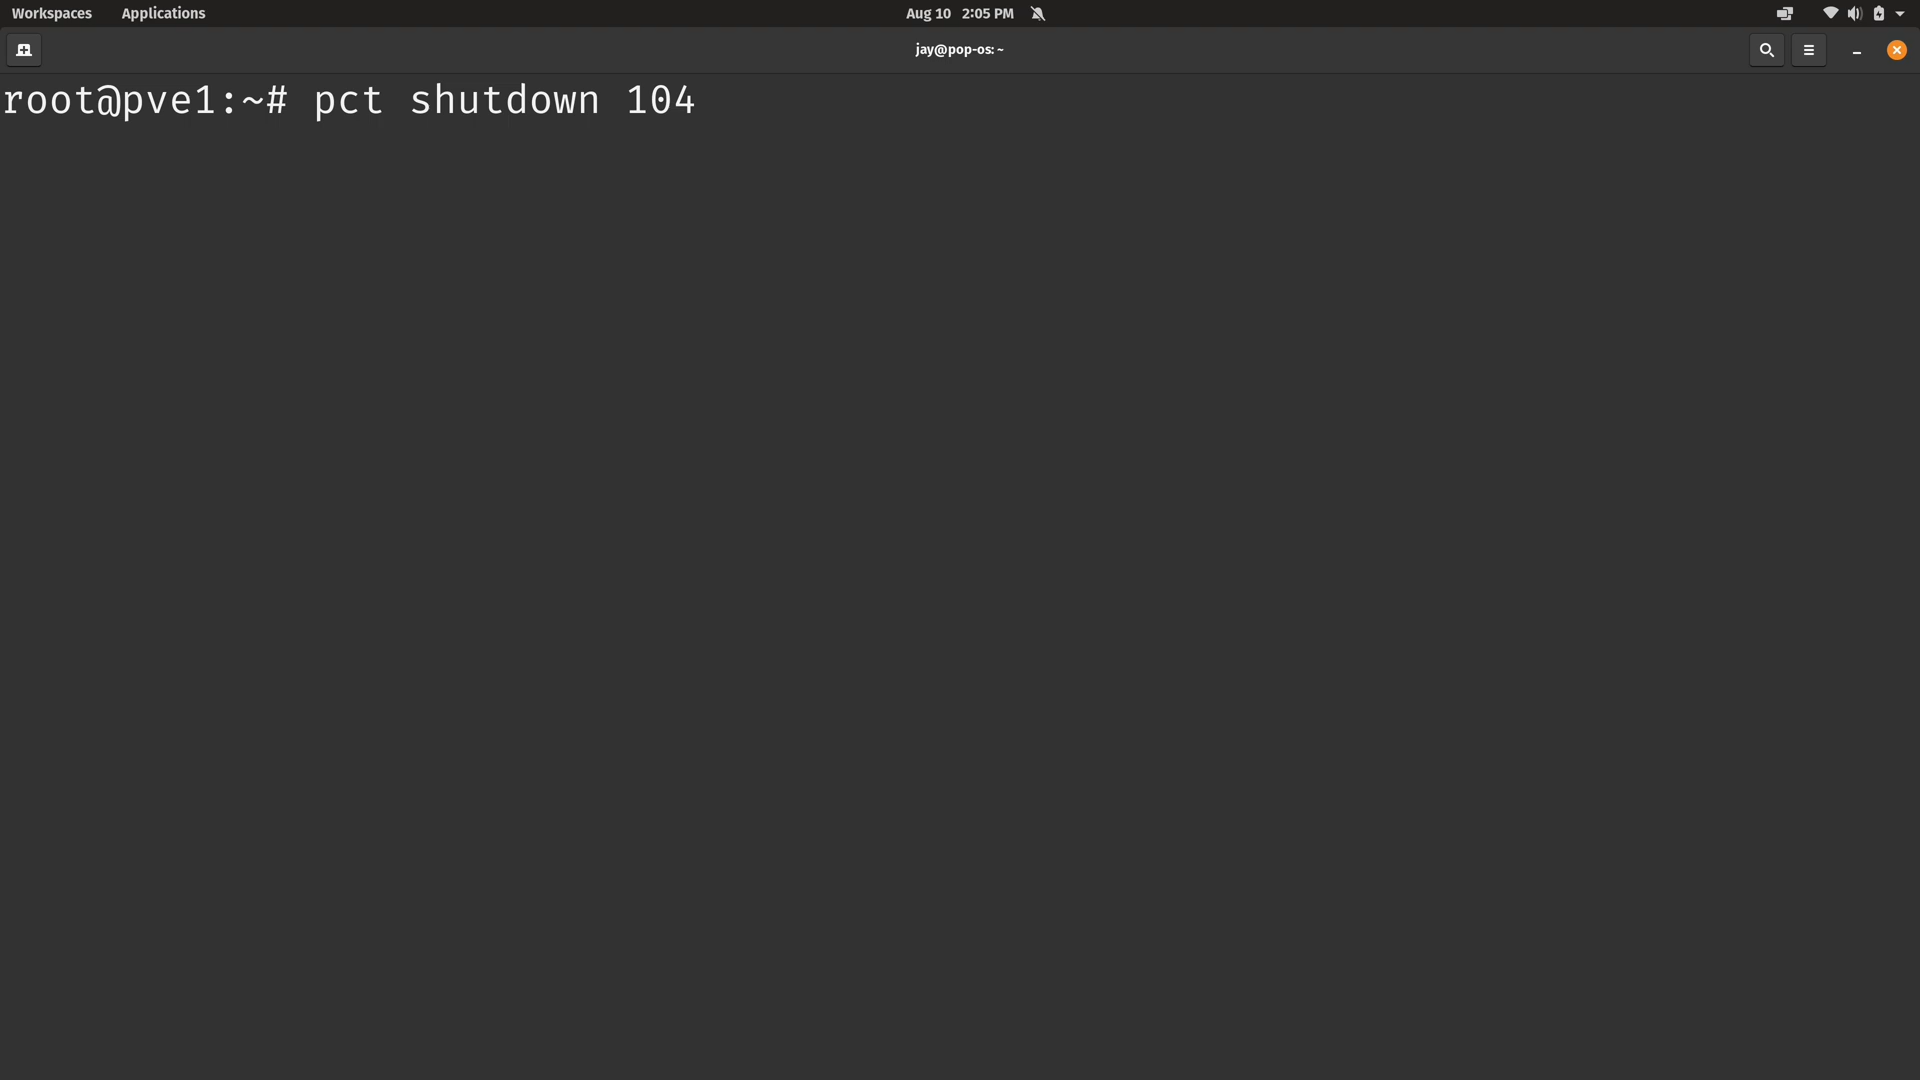 Workspaces Applications Aug 10 2:05 PM
jay@pop-os: ~
root@pve1:~# pct shutdown 104